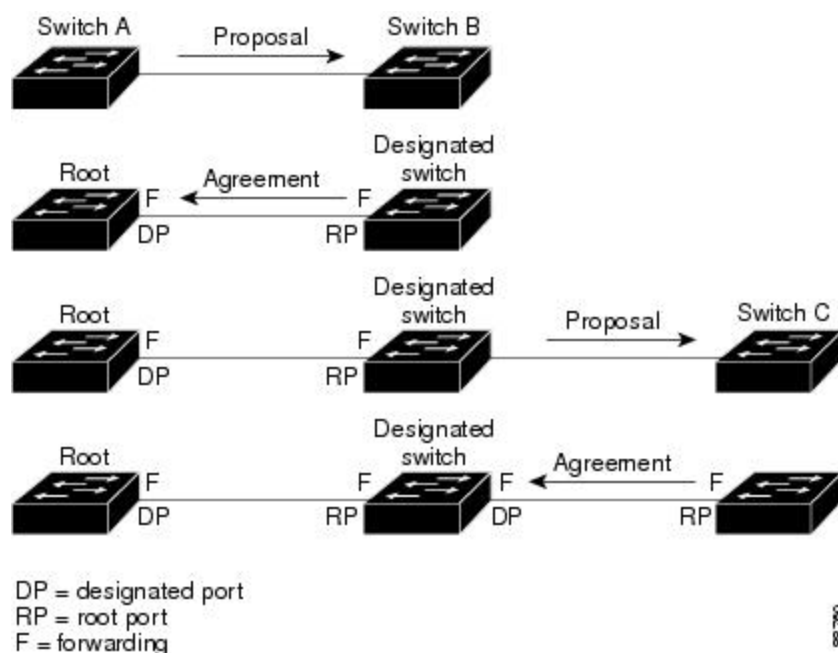 Switch A
Proposal
Switch B
Root
F
DP
Agreement
Designated
switch
F
RP
Root
F
DP
Designated
switch
F
RP
Proposal
Switch C
Root
F
DP
Designated
switch
F
RP
F
DP
Agreement
F
RP
DP = designated port
RP = root port
F = forwarding